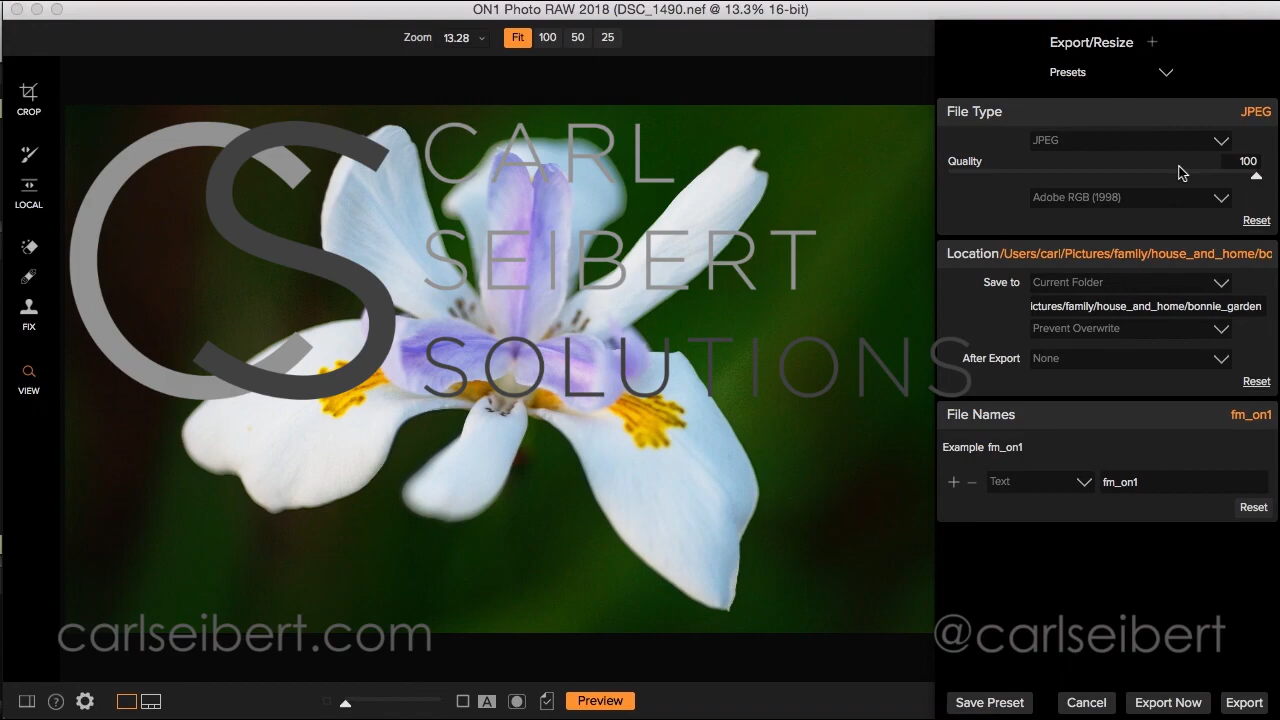 ON1 Photo RAW 2018 (DSC_1490.nef @ 13.3% 16-bit)
Zoom 13.28 Fit 100 50 25
Export/Resize +
Presets
CROP
LOCAL
FIX
VIEW
CS
CARL
SEIBERT
SOLUTIONS
carlseibert.com
@carlseibert
File Type JPEG
JPEG
Quality 100
Adobe RGB (1998)
Reset
Location /Users/carl/Pictures/family/house_and_home/bo
Save to Current Folder
ictures/family/house_and_home/bonnie_garden
Prevent Overwrite
After Export None
Reset
File Names fm_on1
Example fm_on1
+ − Text fm_on1
Reset
? A Preview
Save Preset Cancel Export Now Export